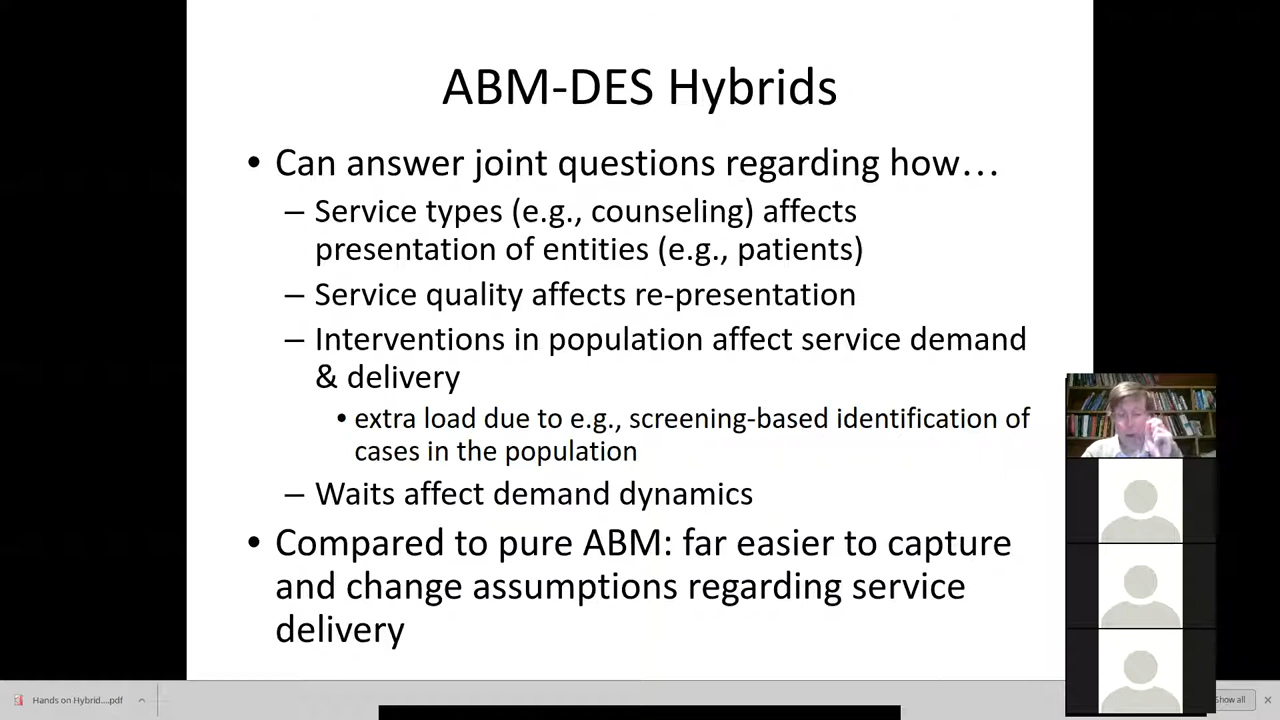 ABM-DES Hybrids
• Can answer joint questions regarding how…
– Service types (e.g., counseling) affects
presentation of entities (e.g., patients)
– Service quality affects re-presentation
– Interventions in population affect service demand
& delivery
• extra load due to e.g., screening-based identification of
cases in the population
– Waits affect demand dynamics
• Compared to pure ABM: far easier to capture
and change assumptions regarding service
delivery
Hands on Hybrid....pdf
Show all